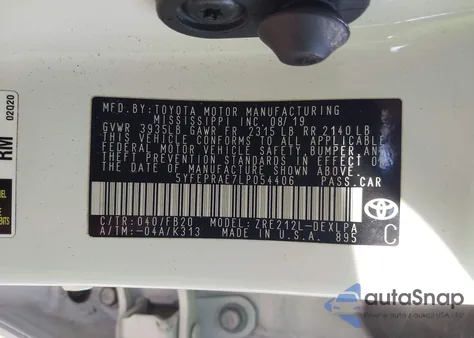 MFD.BY: TOYOTA MOTOR MANUFACTURING
MISSISSIPPI, INC. 08/19
GVWR 3935LB GAWR FR 2315 LB RR 2140 LB
THIS VEHICLE CONFORMS TO ALL APPLICABLE
FEDERAL MOTOR VEHICLE SAFETY, BUMPER, AND
THEFT PREVENTION STANDARDS IN EFFECT ON
THE DATE OF MANUFACTURE SHOWN ABOVE.
5YFEPRAE7LP054406 PASS.CAR
C/TR: 040/FB20 MODEL: ZRE212L-DEXLPA
A/TM: -04A/K313 MADE IN U.S.A. 895
C
02Q20
RM
autoSnap